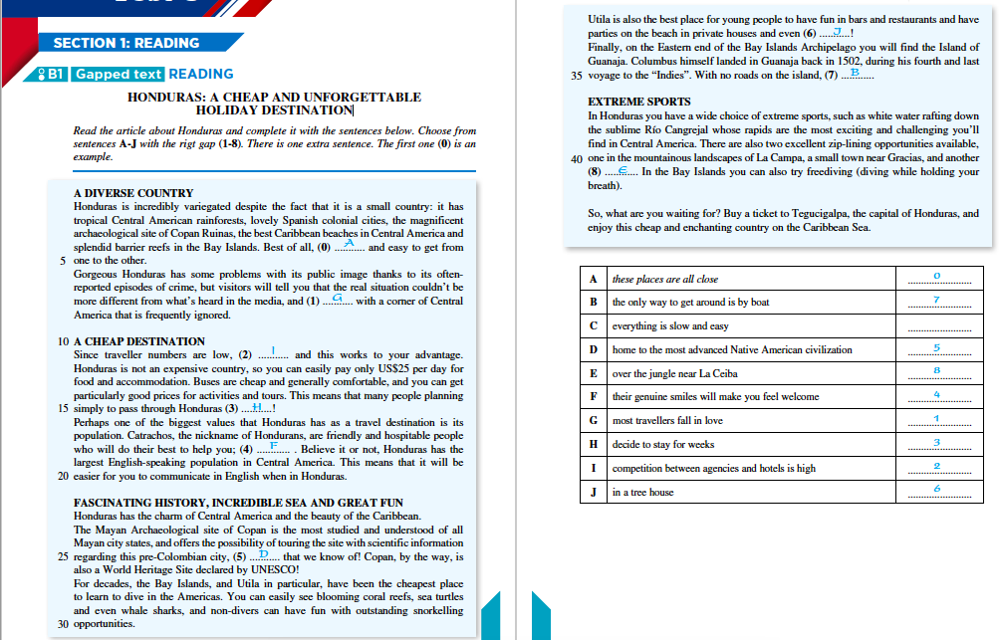 SECTION 1: READING
B1 Gapped text READING
HONDURAS: A CHEAP AND UNFORGETTABLE
HOLIDAY DESTINATION
Read the article about Honduras and complete it with the sentences below. Choose from
sentences A-J with the rigt gap (1-8). There is one extra sentence. The first one (0) is an
example.
A DIVERSE COUNTRY
Honduras is incredibly variegated despite the fact that it is a small country: it has
tropical Central American rainforests, lovely Spanish colonial cities, the magnificent
archaeological site of Copan Ruinas, the best Caribbean beaches in Central America and
splendid barrier reefs in the Bay Islands. Best of all, (0) ....A...... and easy to get from
5 one to the other.
Gorgeous Honduras has some problems with its public image thanks to its often-
reported episodes of crime, but visitors will tell you that the real situation couldn't be
more different from what's heard in the media, and (1) ....G...... with a corner of Central
America that is frequently ignored.
10 A CHEAP DESTINATION
Since traveller numbers are low, (2) .....I..... and this works to your advantage.
Honduras is not an expensive country, so you can easily pay only US$25 per day for
food and accommodation. Buses are cheap and generally comfortable, and you can get
particularly good prices for activities and tours. This means that many people planning
15 simply to pass through Honduras (3) ....H....!
Perhaps one of the biggest values that Honduras has as a travel destination is its
population. Catrachos, the nickname of Hondurans, are friendly and hospitable people
who will do their best to help you; (4) .....F..... . Believe it or not, Honduras has the
largest English-speaking population in Central America. This means that it will be
20 easier for you to communicate in English when in Honduras.
FASCINATING HISTORY, INCREDIBLE SEA AND GREAT FUN
Honduras has the charm of Central America and the beauty of the Caribbean.
The Mayan Archaeological site of Copan is the most studied and understood of all
Mayan city states, and offers the possibility of touring the site with scientific information
25 regarding this pre-Colombian city, (5) ....D..... that we know of! Copan, by the way, is
also a World Heritage Site declared by UNESCO!
For decades, the Bay Islands, and Utila in particular, have been the cheapest place
to learn to dive in the Americas. You can easily see blooming coral reefs, sea turtles
and even whale sharks, and non-divers can have fun with outstanding snorkelling
30 opportunities.
Utila is also the best place for young people to have fun in bars and restaurants and have
parties on the beach in private houses and even (6) .....J.....!
Finally, on the Eastern end of the Bay Islands Archipelago you will find the Island of
Guanaja. Columbus himself landed in Guanaja back in 1502, during his fourth and last
35 voyage to the “Indies”. With no roads on the island, (7) ....B......
EXTREME SPORTS
In Honduras you have a wide choice of extreme sports, such as white water rafting down
the sublime Río Cangrejal whose rapids are the most exciting and challenging you'll
find in Central America. There are also two excellent zip-lining opportunities available,
40 one in the mountainous landscapes of La Campa, a small town near Gracias, and another
(8) .....E.... In the Bay Islands you can also try freediving (diving while holding your
breath).
So, what are you waiting for? Buy a ticket to Tegucigalpa, the capital of Honduras, and
enjoy this cheap and enchanting country on the Caribbean Sea.
A these places are all close 0
B the only way to get around is by boat 7
C everything is slow and easy
D home to the most advanced Native American civilization 5
E over the jungle near La Ceiba 8
F their genuine smiles will make you feel welcome 4
G most travellers fall in love 1
H decide to stay for weeks 3
I competition between agencies and hotels is high 2
J in a tree house 6